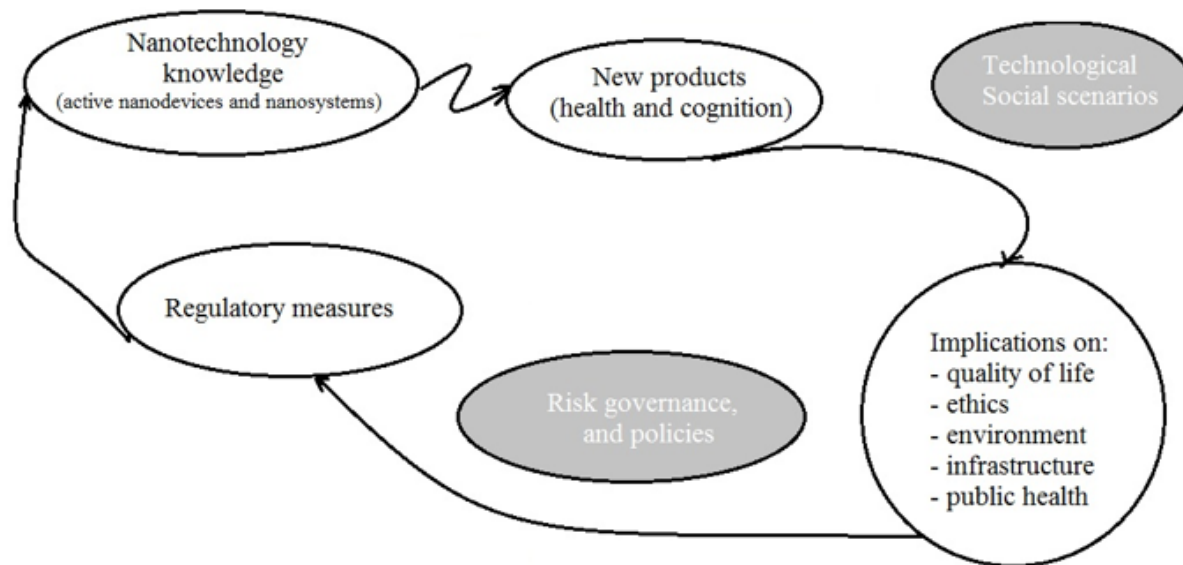 Nanotechnology
knowledge
(active nanodevices and nanosystems)
New products
(health and cognition)
Technological
Social scenarios
Regulatory measures
Implications on:
- quality of life
- ethics
- environment
- infrastructure
- public health
Risk governance,
and policies